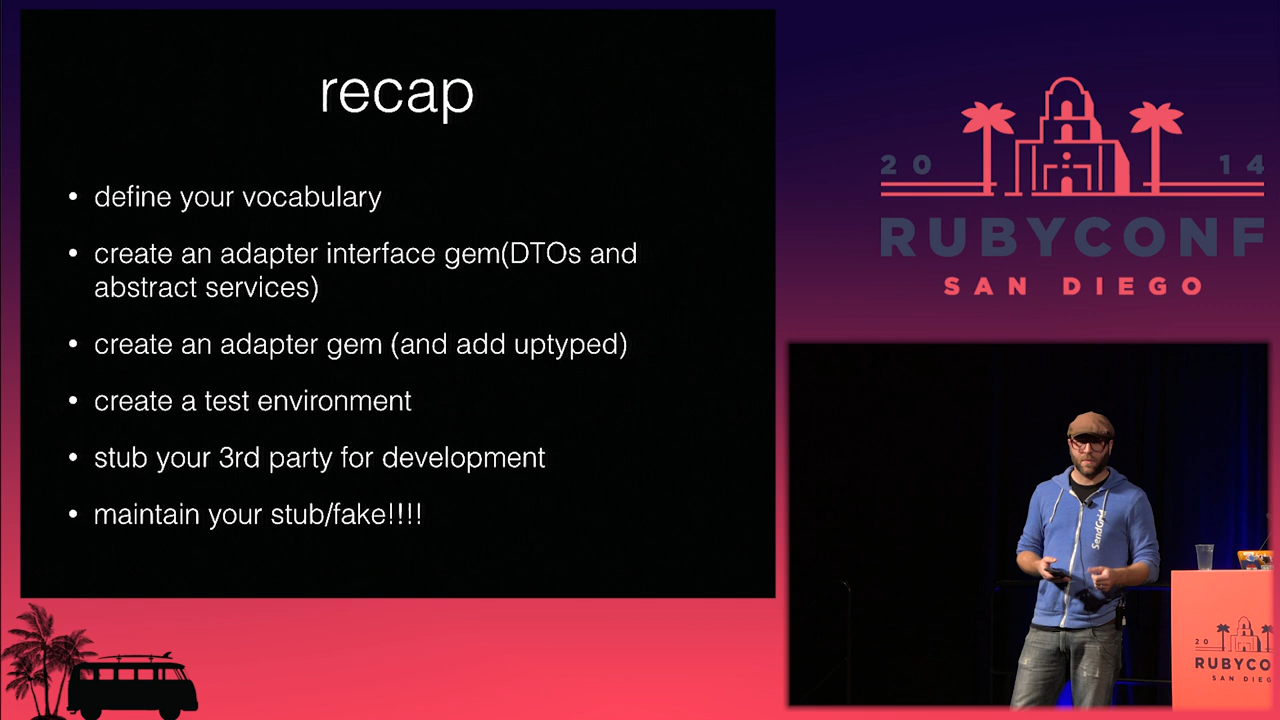 recap
• define your vocabulary
• create an adapter interface gem(DTOs and
abstract services)
• create an adapter gem (and add uptyped)
• create a test environment
• stub your 3rd party for development
• maintain your stub/fake!!!!
20 14
RUBYCONF
SAN DIEGO
SendGrid
20
RUBYCO
SAN DIEG